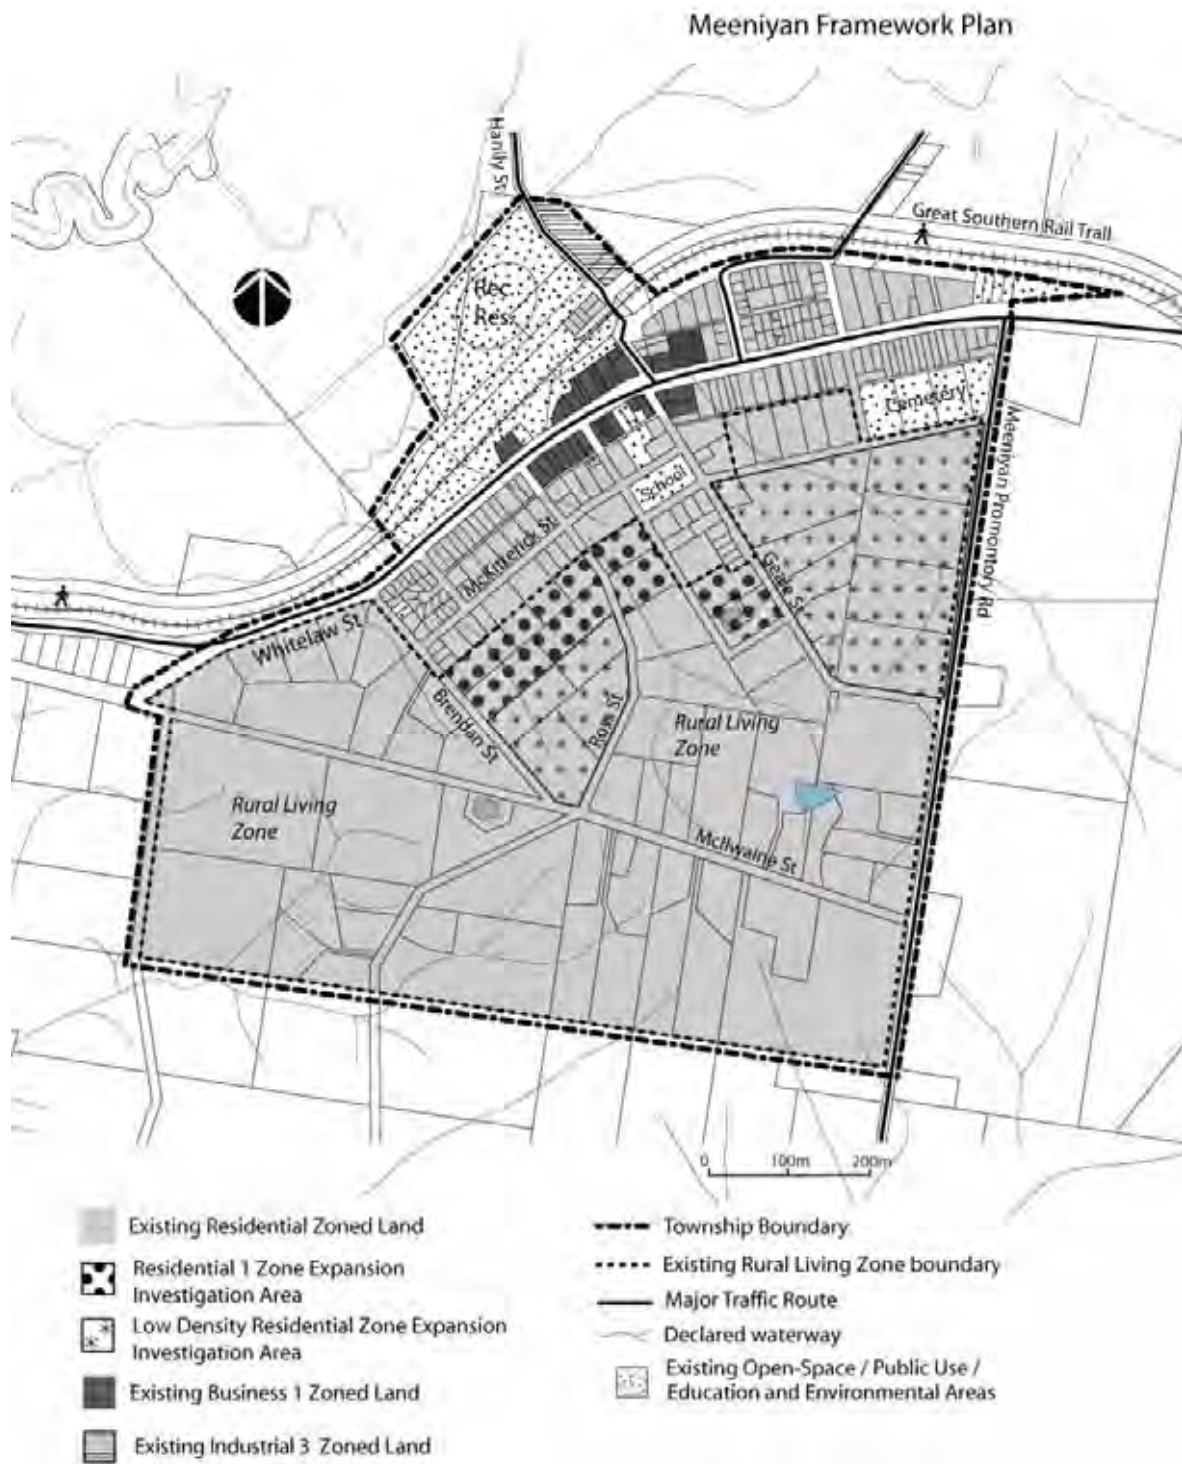 Meeniyan Framework Plan
Hanily St
Great Southern Rail Trail
Rec
Res.
Cemetery
School
Meeniyan Promontory Rd
McKitterick St
Geale St
Whitelaw St
Brendan St
Ross St
Rural Living
Zone
Rural Living
Zone
McIlwaine St
0 100m 200m
Existing Residential Zoned Land
Residential 1 Zone Expansion
Investigation Area
Low Density Residential Zone Expansion
Investigation Area
Existing Business 1 Zoned Land
Existing Industrial 3 Zoned Land
Township Boundary
Existing Rural Living Zone boundary
Major Traffic Route
Declared waterway
Existing Open-Space / Public Use /
Education and Environmental Areas